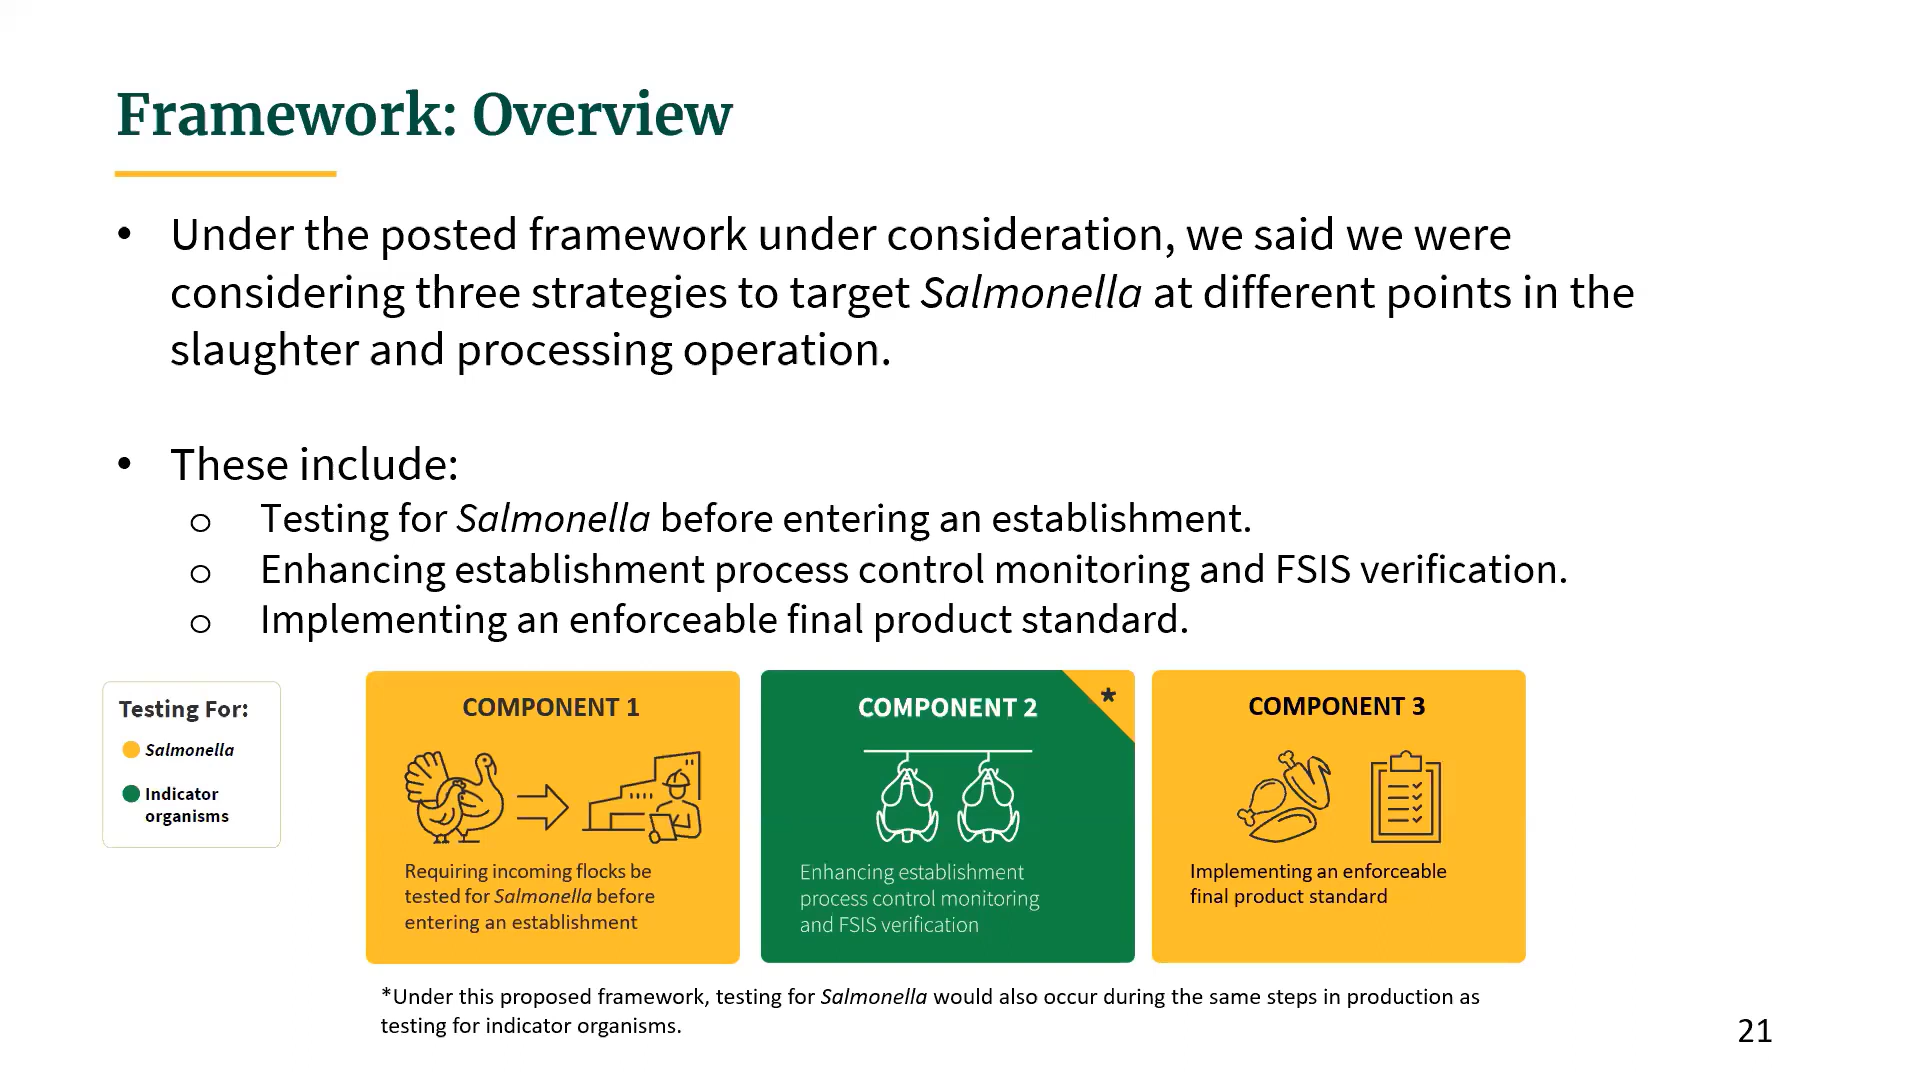 Framework: Overview
• Under the posted framework under consideration, we said we were
considering three strategies to target Salmonella at different points in the
slaughter and processing operation.
• These include:
o Testing for Salmonella before entering an establishment.
o Enhancing establishment process control monitoring and FSIS verification.
o Implementing an enforceable final product standard.
Testing For:
Salmonella
Indicator
organisms
COMPONENT 1
Requiring incoming flocks be
tested for Salmonella before
entering an establishment
COMPONENT 2
*
Enhancing establishment
process control monitoring
and FSIS verification
COMPONENT 3
Implementing an enforceable
final product standard
*Under this proposed framework, testing for Salmonella would also occur during the same steps in production as
testing for indicator organisms.
21